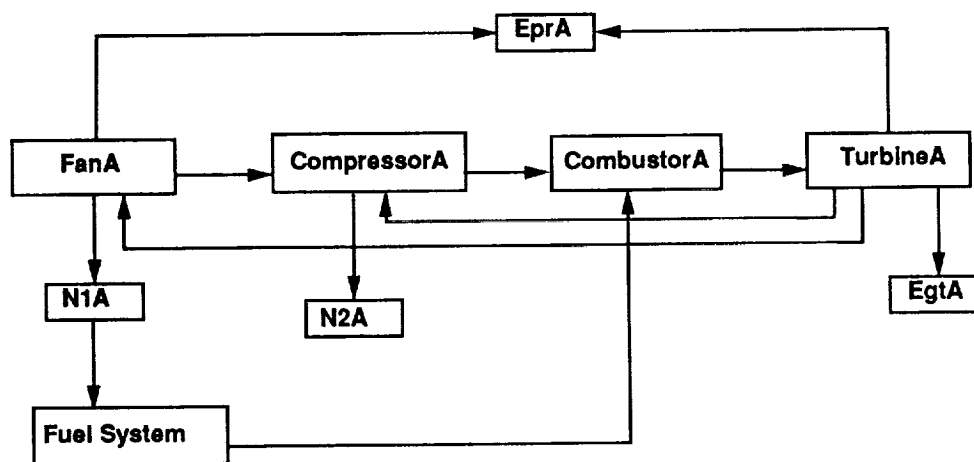 EprA
FanA
CompressorA
CombustorA
TurbineA
N1A
N2A
EgtA
Fuel System